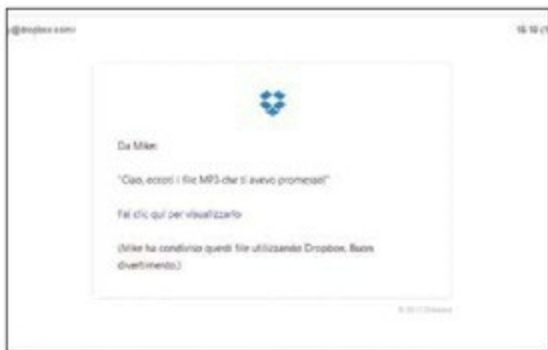 Da Mike:
"Ciao, eccoti i file MP3 che ti avevo promesso!"
Fai clic qui per visualizzarlo
(Mike ha condiviso questi file utilizzando Dropbox. Buon
divertimento.)
© 2017 Dropbox